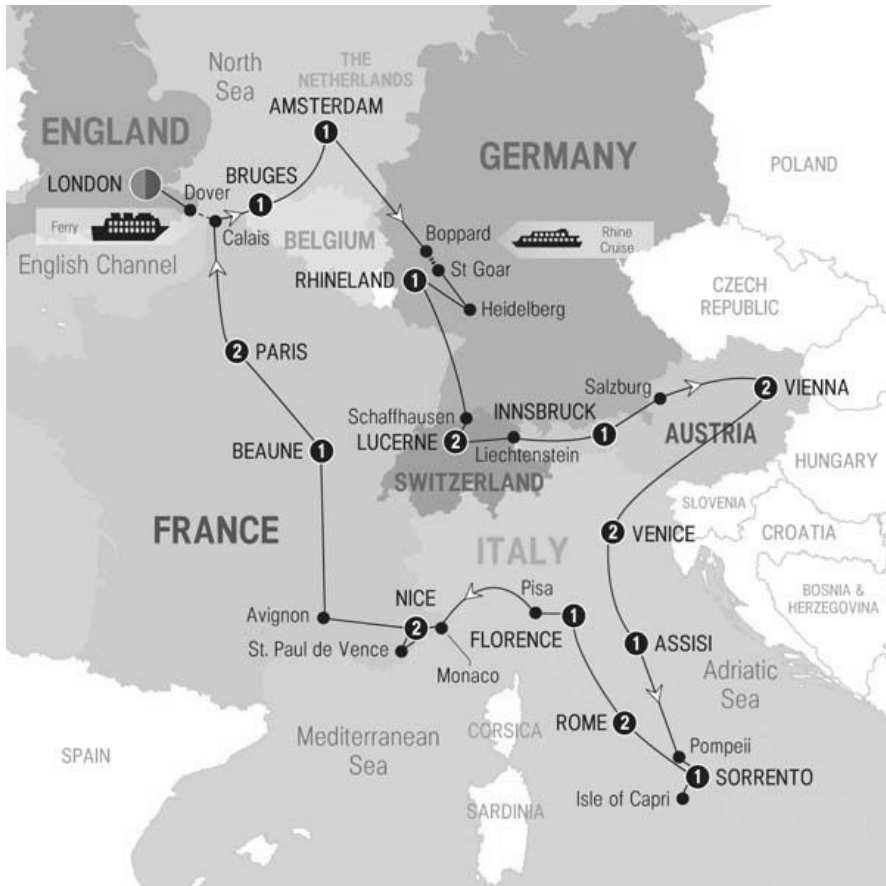 North
Sea
THE
NETHERLANDS
AMSTERDAM
1
ENGLAND
GERMANY
POLAND
LONDON
BRUGES
1
Dover
Ferry
Calais
BELGIUM
English Channel
Boppard
Rhine
Cruise
RHINELAND
1
St Goar
Heidelberg
CZECH
REPUBLIC
2
PARIS
Salzburg
2
VIENNA
Schaffhausen
INNSBRUCK
1
BEAUNE
1
LUCERNE
2
Liechtenstein
AUSTRIA
HUNGARY
SWITZERLAND
SLOVENIA
FRANCE
ITALY
2
VENICE
CROATIA
BOSNIA &
HERZEGOVINA
Avignon
NICE
2
Pisa
FLORENCE
1
St. Paul de Vence
Monaco
1
ASSISI
Adriatic
Sea
Mediterranean
Sea
CORSICA
ROME
2
SPAIN
Pompeii
1
SORRENTO
Isle of Capri
SARDINIA